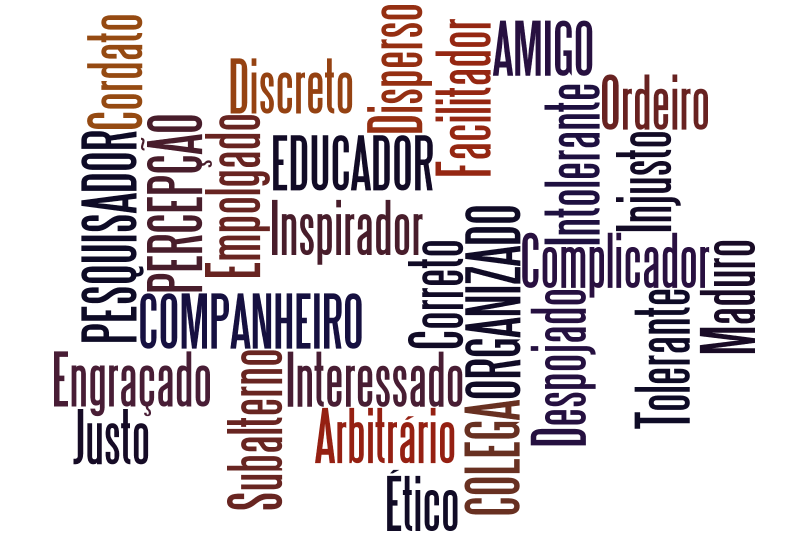 Cordato
Discreto
Disperso
Facilitador
AMIGO
Ordeiro
Intolerante
Injusto
PESQUISADOR
PERCEPÇÃO
Empolgado
EDUCADOR
Inspirador
Correto
ORGANIZADO
Complicador
Maduro
COMPANHEIRO
Despojado
Tolerante
Engraçado
Subalterno
Interessado
COLEGA
Justo
Arbitrário
Ético